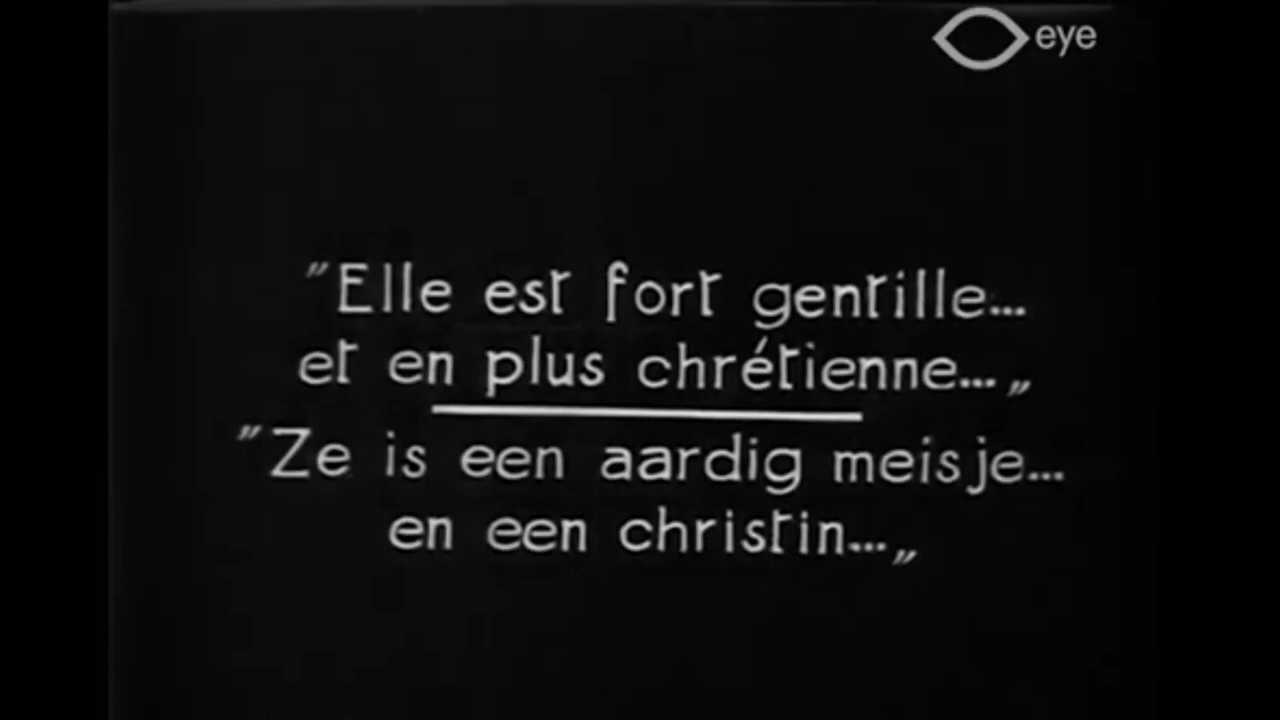 eye
"Elle est fort gentille...
et en plus chrétienne...„
"Ze is een aardig meisje...
en een christin...„